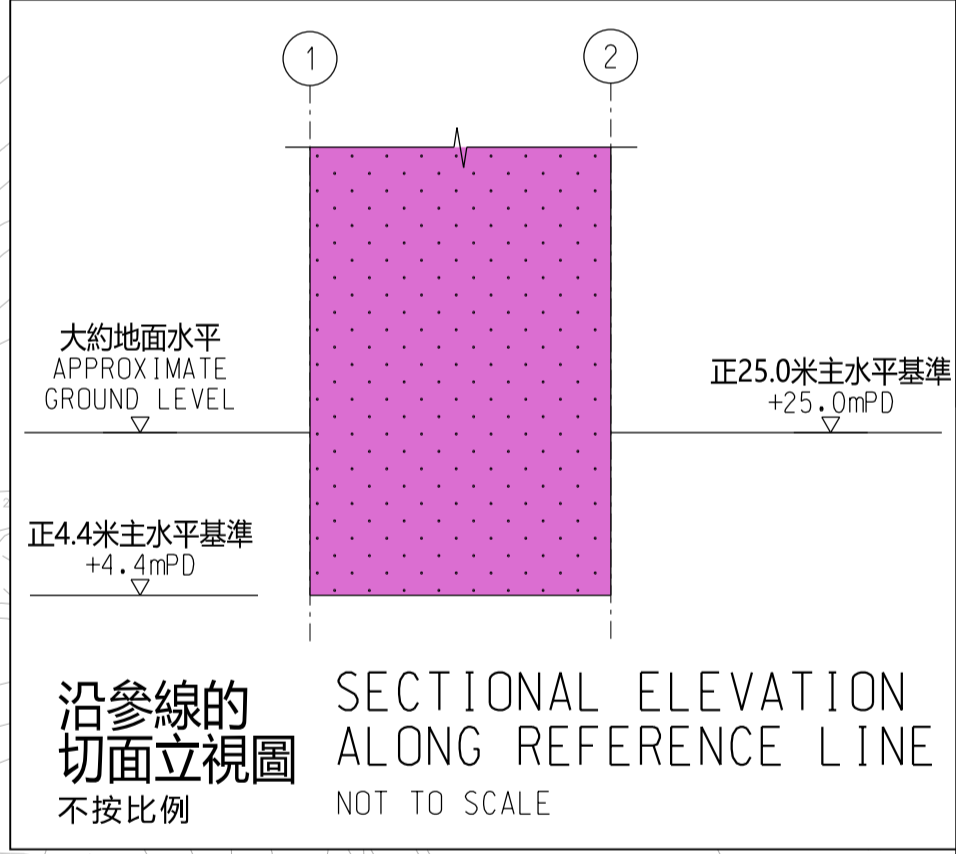 1
2
大約地面水平
APPROXIMATE
GROUND LEVEL
正25.0米主水平基準
+25.0mPD
正4.4米主水平基準
+4.4mPD
沿參線的
切面立視圖
不按比例
SECTIONAL ELEVATION
ALONG REFERENCE LINE
NOT TO SCALE